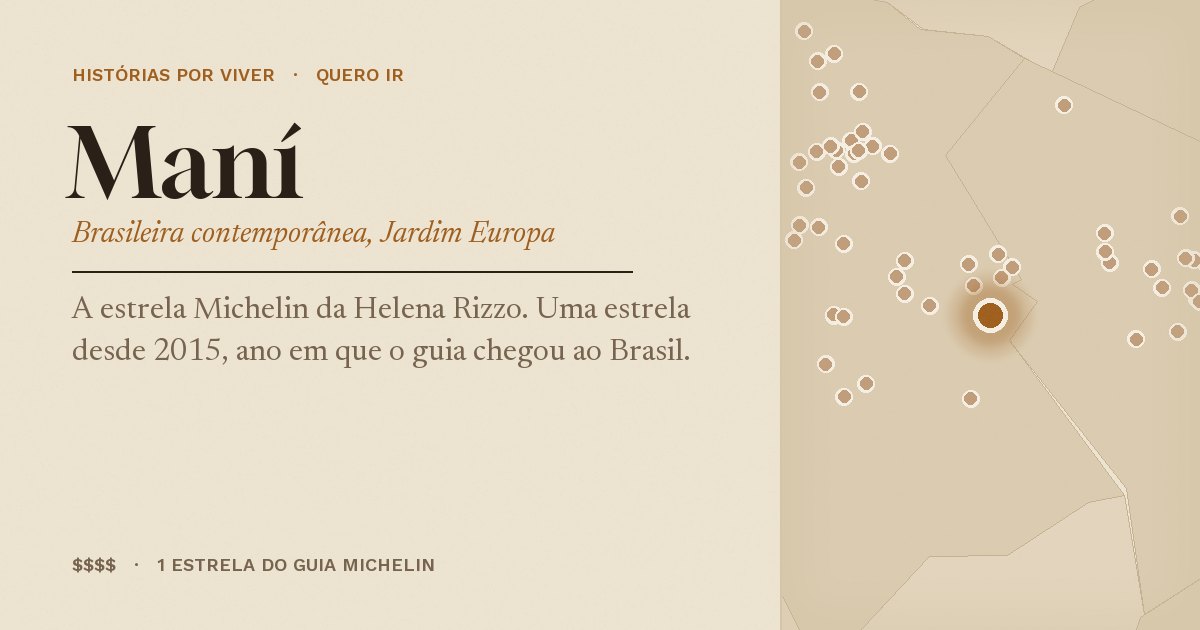 HISTÓRIAS POR VIVER · QUERO IR
Maní
Brasileira contemporânea, Jardim Europa
A estrela Michelin da Helena Rizzo. Uma estrela
desde 2015, ano em que o guia chegou ao Brasil.
$$$$ · 1 ESTRELA DO GUIA MICHELIN